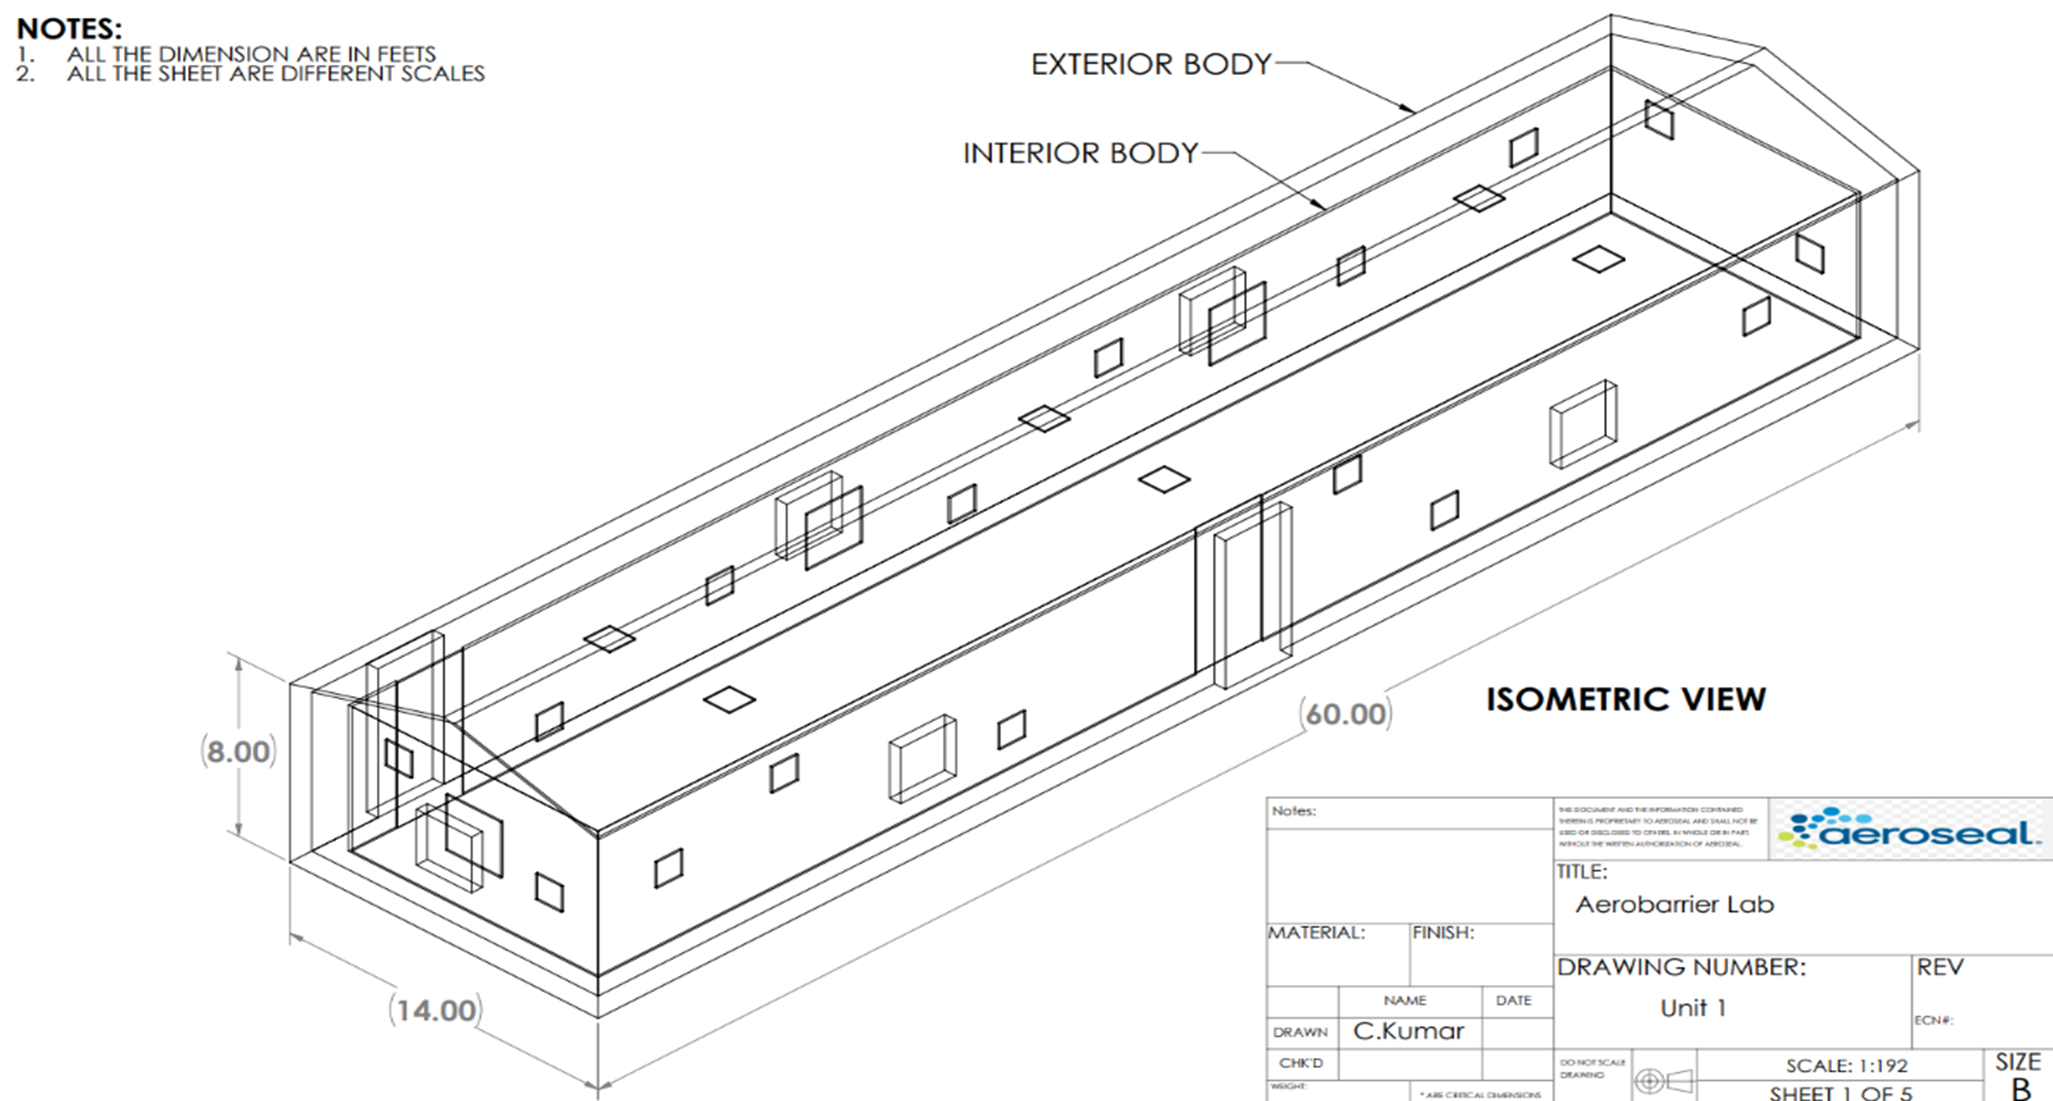 NOTES:
1. ALL THE DIMENSION ARE IN FEETS
2. ALL THE SHEET ARE DIFFERENT SCALES
EXTERIOR BODY
INTERIOR BODY
(8.00)
(60.00)
(14.00)
ISOMETRIC VIEW
Notes:
THIS DOCUMENT AND THE INFORMATION CONTAINED
THEREIN IS PROPRIETARY TO AEROSEAL AND SHALL NOT BE
USED OR DISCLOSED TO OTHERS, IN WHOLE OR IN PART,
WITHOUT THE WRITTEN AUTHORIZATION OF AEROSEAL.
aeroseal.
TITLE:
Aerobarrier Lab
MATERIAL:
FINISH:
DRAWING NUMBER:
Unit 1
REV
ECN#:
NAME
DATE
DRAWN
C.Kumar
CHK'D
WEIGHT:
* ARE CRITICAL DIMENSIONS
DO NOT SCALE
DRAWING
SCALE: 1:192
SHEET 1 OF 5
SIZE
B